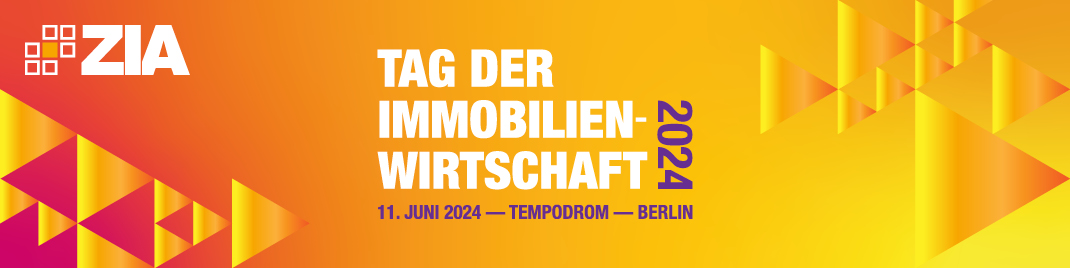 ZIA
TAG DER
IMMOBILIEN-
WIRTSCHAFT
2024
11. JUNI 2024 — TEMPODROM — BERLIN